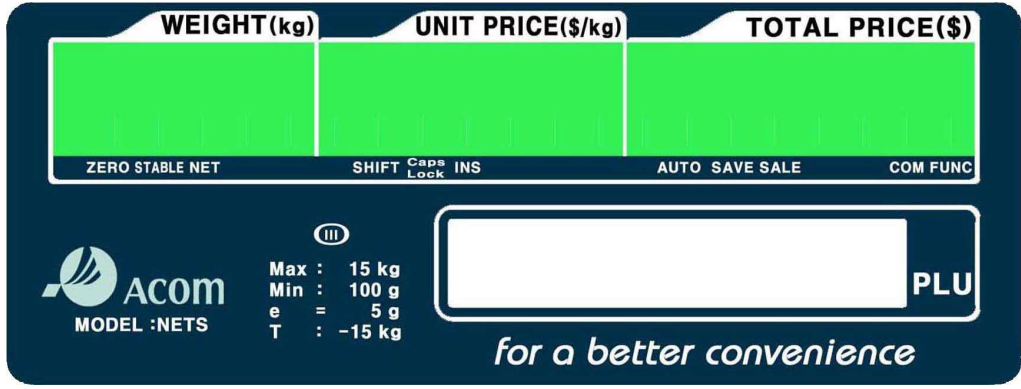 WEIGHT(kg) UNIT PRICE($/kg) TOTAL PRICE($)
ZERO STABLE NET SHIFT Caps Lock INS AUTO SAVE SALE COM FUNC
III
Max : 15 kg
Min : 100 g
e = 5 g
T : -15 kg
ACOM
MODEL :NETS
PLU
for a better convenience